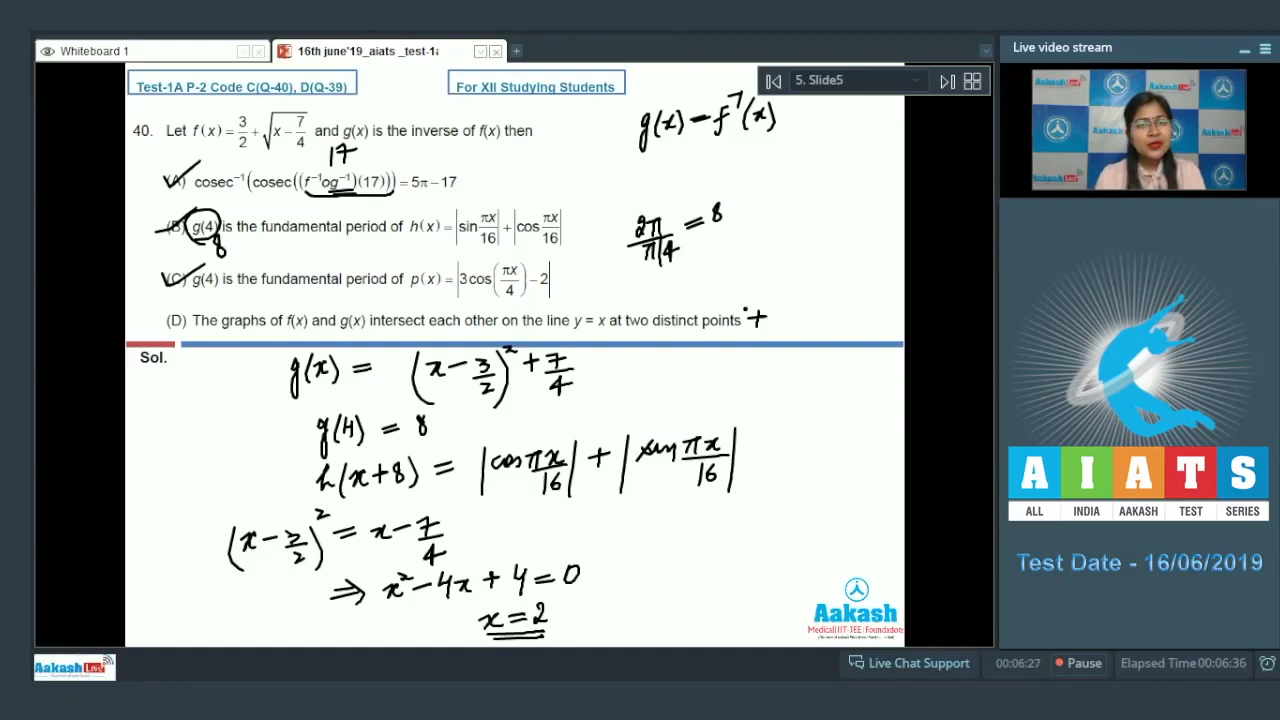 Whiteboard 1
16th june'19_aiats _test-1a
Live video stream
Test-1A P-2 Code C(Q-40), D(Q-39)
For XII Studying Students
5. Slide5
g(x) = f⁻¹(x)
40. Let f(x) = 3/2 + √(x − 7/4) and g(x) is the inverse of f(x) then
17
(A) cosec⁻¹(cosec((f⁻¹og⁻¹)(17))) = 5π − 17
(B) g(4) is the fundamental period of h(x) = |sin πx/16| + |cos πx/16|
8
2π/π/4 = 8
(C) g(4) is the fundamental period of p(x) = |3cos(πx/4) − 2|
(D) The graphs of f(x) and g(x) intersect each other on the line y = x at two distinct points
Sol.
g(x) = (x − 3/2)² + 7/4
g(4) = 8
h(x+8) = |cos πx/16| + |sin πx/16|
(x − 3/2)² = x − 7/4
⇒ x² − 4x + 4 = 0
x = 2
AIATS
ALL INDIA AAKASH TEST SERIES
Test Date - 16/06/2019
Aakash
Medical|IIT-JEE|Foundations
Aakash Live
Live Chat Support
00:06:27
Pause
Elapsed Time 00:06:36